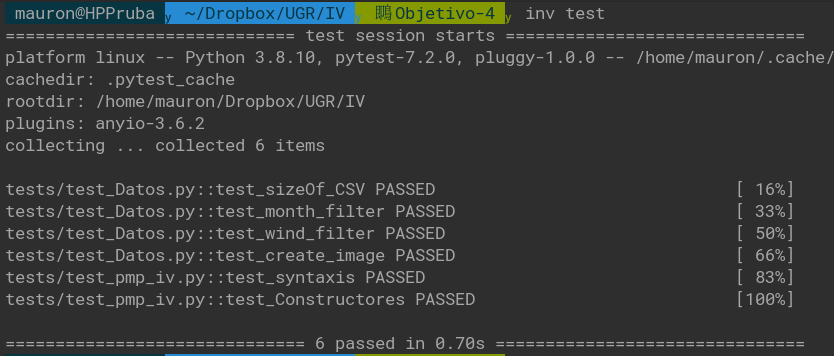 mauron@HPPruba ~/Dropbox/UGR/IV Objetivo-4 inv test
============================= test session starts ==============================
platform linux -- Python 3.8.10, pytest-7.2.0, pluggy-1.0.0 -- /home/mauron/.cache/
cachedir: .pytest_cache
rootdir: /home/mauron/Dropbox/UGR/IV
plugins: anyio-3.6.2
collecting ... collected 6 items
tests/test_Datos.py::test_sizeOf_CSV PASSED [ 16%]
tests/test_Datos.py::test_month_filter PASSED [ 33%]
tests/test_Datos.py::test_wind_filter PASSED [ 50%]
tests/test_Datos.py::test_create_image PASSED [ 66%]
tests/test_pmp_iv.py::test_syntaxis PASSED [ 83%]
tests/test_pmp_iv.py::test_Constructores PASSED [100%]
============================== 6 passed in 0.70s ===============================